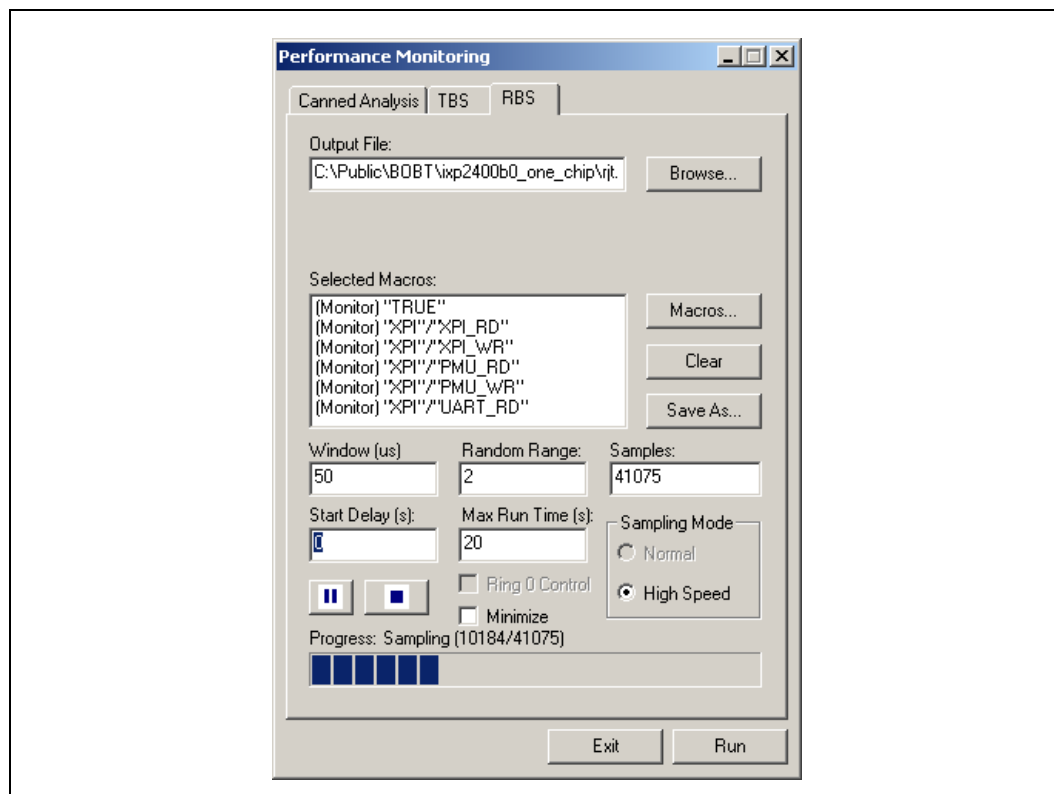 Performance Monitoring
Canned Analysis TBS RBS
Output File:
C:\Public\BOBT\ixp2400b0_one_chip\rjt. Browse...
Selected Macros:
(Monitor) "TRUE"
(Monitor) "XPI"/"XPI_RD"
(Monitor) "XPI"/"XPI_WR"
(Monitor) "XPI"/"PMU_RD"
(Monitor) "XPI"/"PMU_WR"
(Monitor) "XPI"/"UART_RD"
Macros...
Clear
Save As...
Window (us) Random Range: Samples:
50 2 41075
Start Delay (s): Max Run Time (s): Sampling Mode
0 20 Normal
Ring 0 Control High Speed
Minimize
Progress: Sampling (10184/41075)
Exit Run